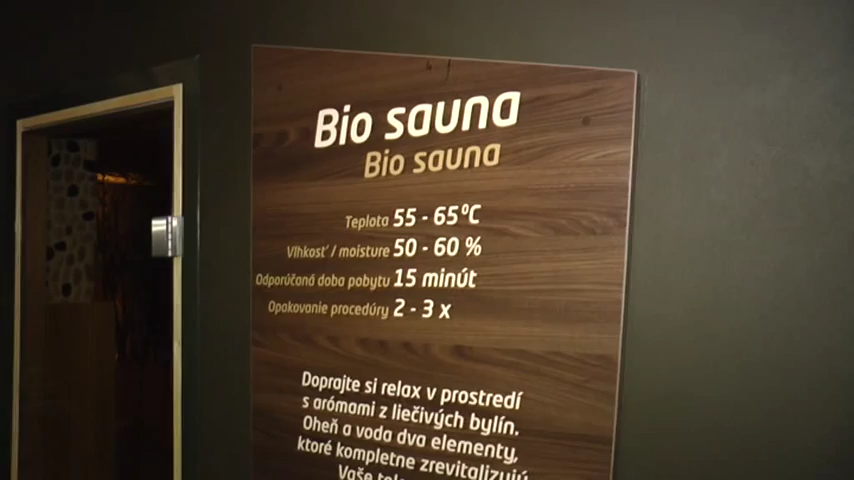 Bio sauna
Bio sauna
Teplota 55 - 65°C
Vlhkosť / moisture 50 - 60 %
Odporúčaná doba pobytu 15 minút
Opakovanie procedúry 2 - 3 x
Doprajte si relax v prostredí
s arómami z liečivých bylín.
Oheň a voda dva elementy,
ktoré kompletne zrevitalizujú
Vaše